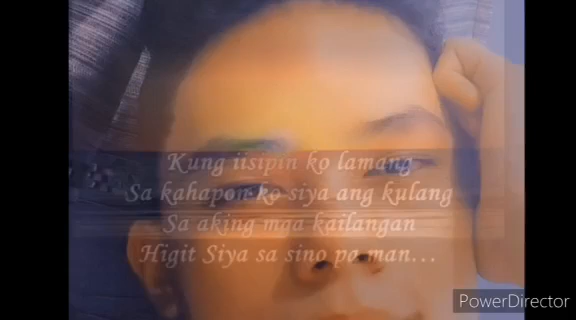 Kung iisipin ko lamang
Sa kahapon ko siya ang kulang
Sa aking mga kailangan
Higit Siya sa sino po man...
PowerDirector